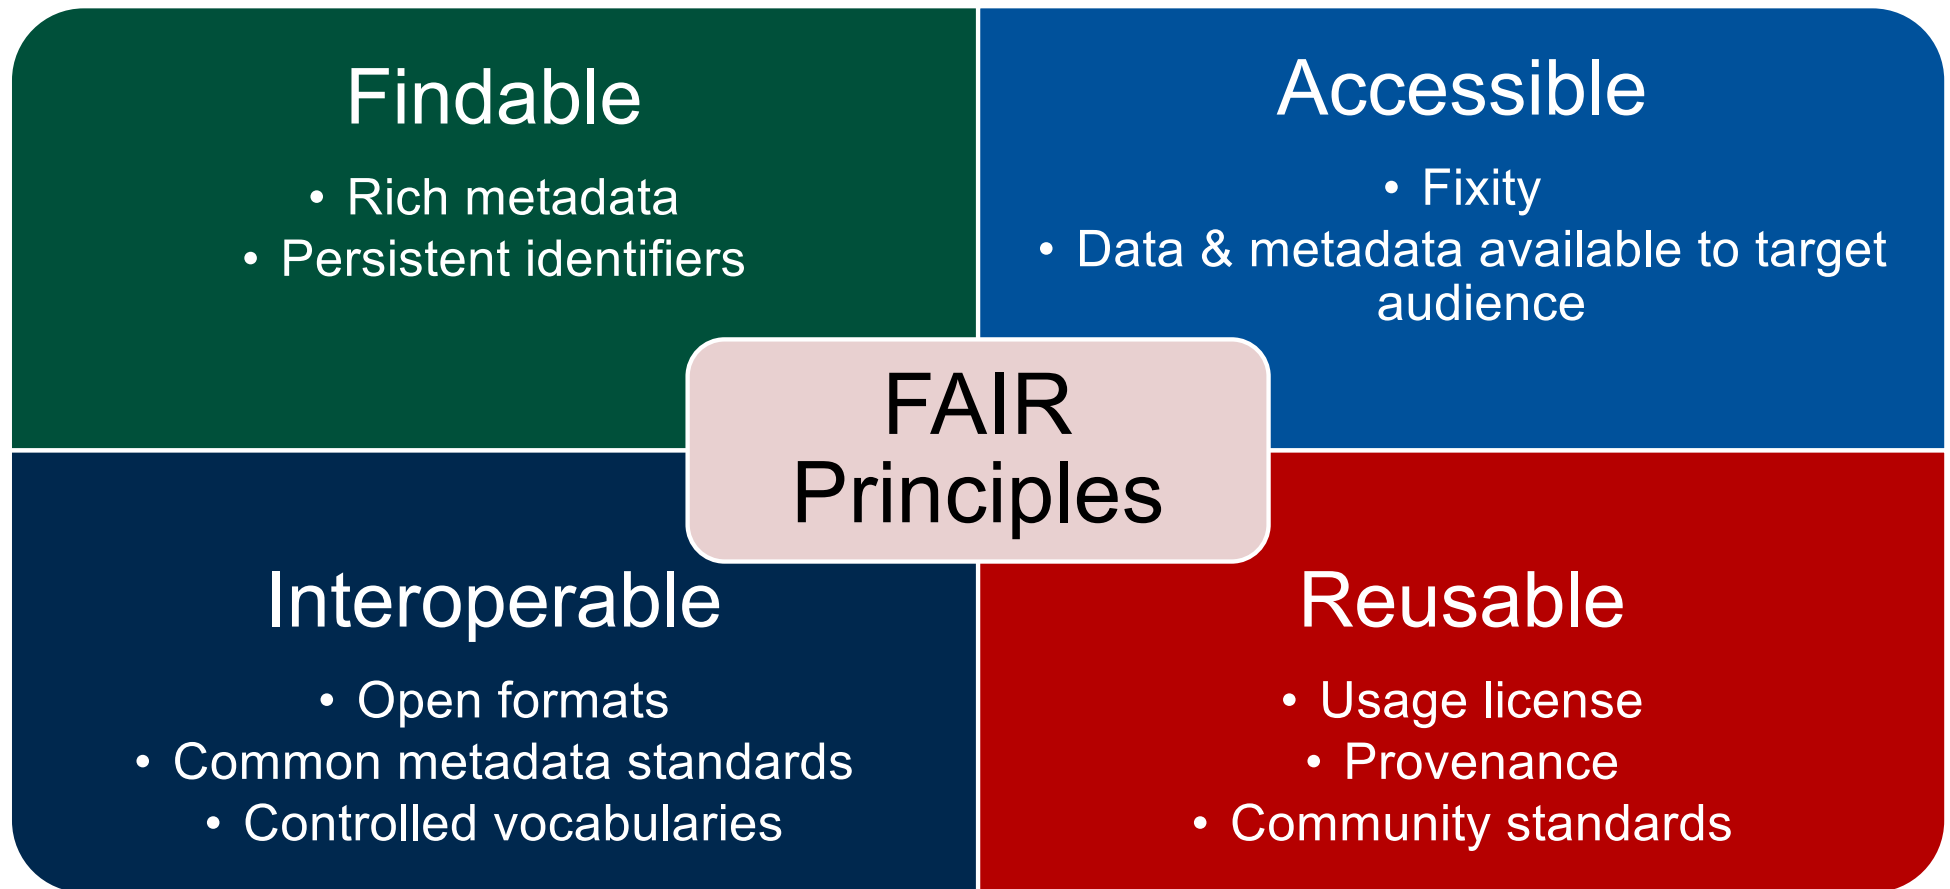 Findable
• Rich metadata
• Persistent identifiers
Accessible
• Fixity
• Data & metadata available to target
audience
FAIR
Principles
Interoperable
• Open formats
• Common metadata standards
• Controlled vocabularies
Reusable
• Usage license
• Provenance
• Community standards